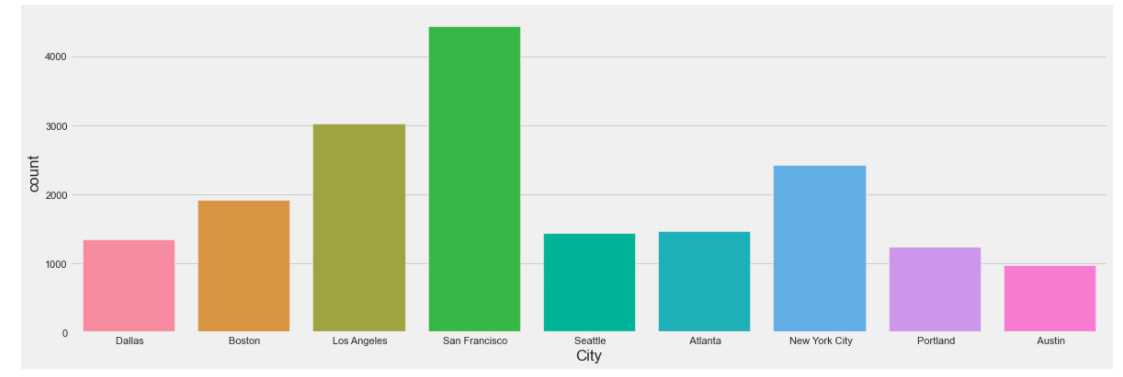 4000
3000
2000
1000
0
count
Dallas Boston Los Angeles San Francisco Seattle Atlanta New York City Portland Austin
City